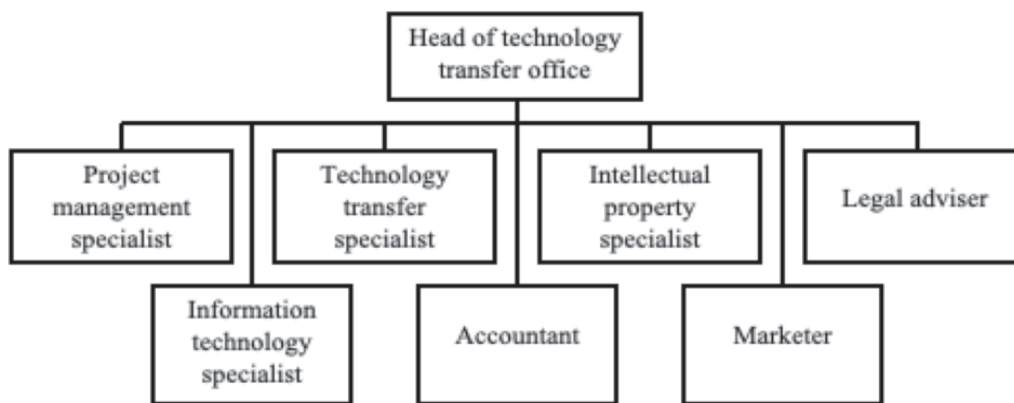 Head of technology
transfer office
Project
management
specialist
Technology
transfer
specialist
Intellectual
property
specialist
Legal adviser
Information
technology
specialist
Accountant
Marketer